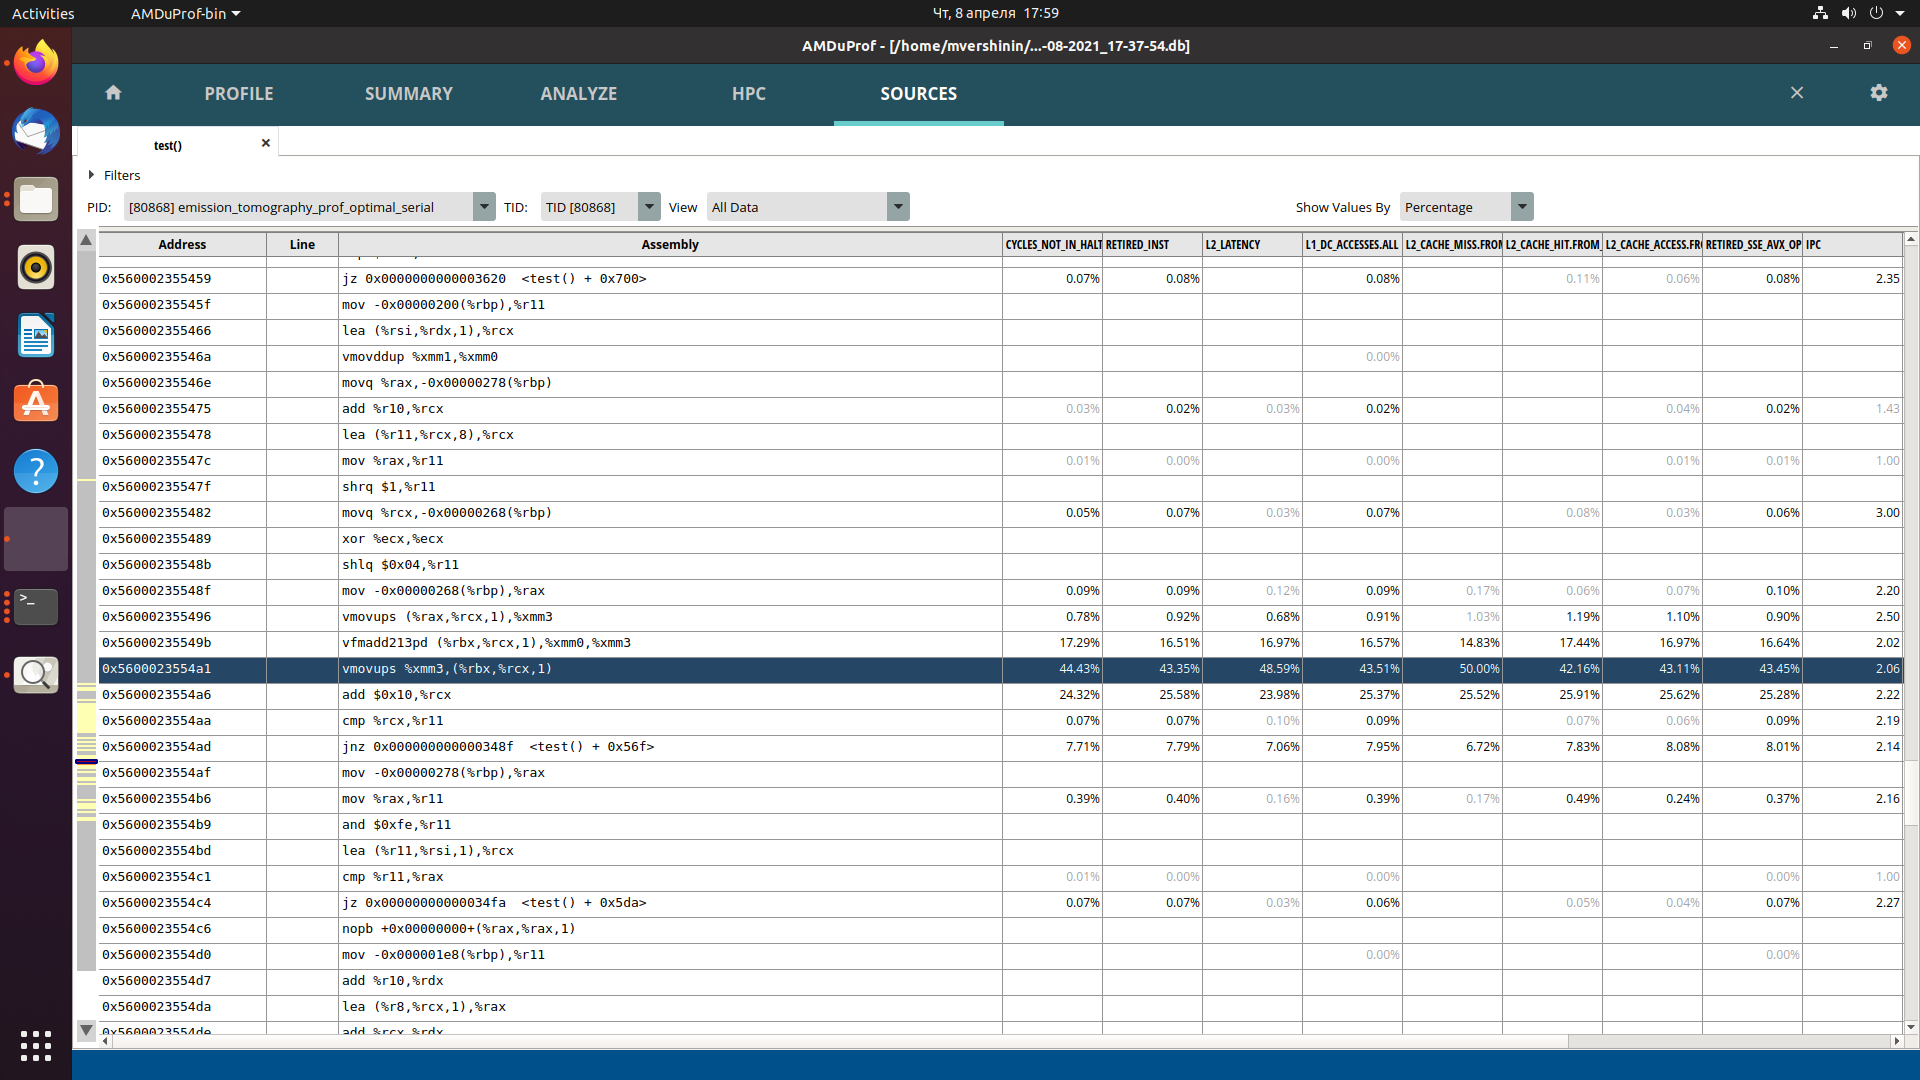 Activities AMDuProf-bin Чт, 8 апреля 17:59
AMDuProf - [/home/mvershinin/...-08-2021_17-37-54.db]
PROFILE SUMMARY ANALYZE HPC SOURCES
test()
Filters
PID: [80868] emission_tomography_prof_optimal_serial TID: TID [80868] View All Data Show Values By Percentage
Address Line Assembly CYCLES_NOT_IN_HALT RETIRED_INST L2_LATENCY L1_DC_ACCESSES.ALL L2_CACHE_MISS.FROM L2_CACHE_HIT.FROM_ L2_CACHE_ACCESS.FR RETIRED_SSE_AVX_OP IPC
0x560002355459 jz 0x0000000000003620 <test() + 0x700> 0.07% 0.08% 0.08% 0.11% 0.06% 0.08% 2.35
0x56000235545f mov -0x00000200(%rbp),%r11
0x560002355466 lea (%rsi,%rdx,1),%rcx
0x56000235546a vmovddup %xmm1,%xmm0 0.00%
0x56000235546e movq %rax,-0x00000278(%rbp)
0x560002355475 add %r10,%rcx 0.03% 0.02% 0.03% 0.02% 0.04% 0.02% 1.43
0x560002355478 lea (%r11,%rcx,8),%rcx
0x56000235547c mov %rax,%r11 0.01% 0.00% 0.00% 0.01% 0.01% 1.00
0x56000235547f shrq $1,%r11
0x560002355482 movq %rcx,-0x00000268(%rbp) 0.05% 0.07% 0.03% 0.07% 0.08% 0.03% 0.06% 3.00
0x560002355489 xor %ecx,%ecx
0x56000235548b shlq $0x04,%r11
0x56000235548f mov -0x00000268(%rbp),%rax 0.09% 0.09% 0.12% 0.09% 0.17% 0.06% 0.07% 0.10% 2.20
0x560002355496 vmovups (%rax,%rcx,1),%xmm3 0.78% 0.92% 0.68% 0.91% 1.03% 1.19% 1.10% 0.90% 2.50
0x56000235549b vfmadd213pd (%rbx,%rcx,1),%xmm0,%xmm3 17.29% 16.51% 16.97% 16.57% 14.83% 17.44% 16.97% 16.64% 2.02
0x5600023554a1 vmovups %xmm3,(%rbx,%rcx,1) 44.43% 43.35% 48.59% 43.51% 50.00% 42.16% 43.11% 43.45% 2.06
0x5600023554a6 add $0x10,%rcx 24.32% 25.58% 23.98% 25.37% 25.52% 25.91% 25.62% 25.28% 2.22
0x5600023554aa cmp %rcx,%r11 0.07% 0.07% 0.10% 0.09% 0.07% 0.06% 0.09% 2.19
0x5600023554ad jnz 0x000000000000348f <test() + 0x56f> 7.71% 7.79% 7.06% 7.95% 6.72% 7.83% 8.08% 8.01% 2.14
0x5600023554af mov -0x00000278(%rbp),%rax
0x5600023554b6 mov %rax,%r11 0.39% 0.40% 0.16% 0.39% 0.17% 0.49% 0.24% 0.37% 2.16
0x5600023554b9 and $0xfe,%r11
0x5600023554bd lea (%r11,%rsi,1),%rcx
0x5600023554c1 cmp %r11,%rax 0.01% 0.00% 0.00% 0.00% 1.00
0x5600023554c4 jz 0x00000000000034fa <test() + 0x5da> 0.07% 0.07% 0.03% 0.06% 0.05% 0.04% 0.07% 2.27
0x5600023554c6 nopb +0x00000000+(%rax,%rax,1)
0x5600023554d0 mov -0x000001e8(%rbp),%r11 0.00% 0.00%
0x5600023554d7 add %r10,%rdx
0x5600023554da lea (%r8,%rcx,1),%rax
0x5600023554de add %rcx,%rdx